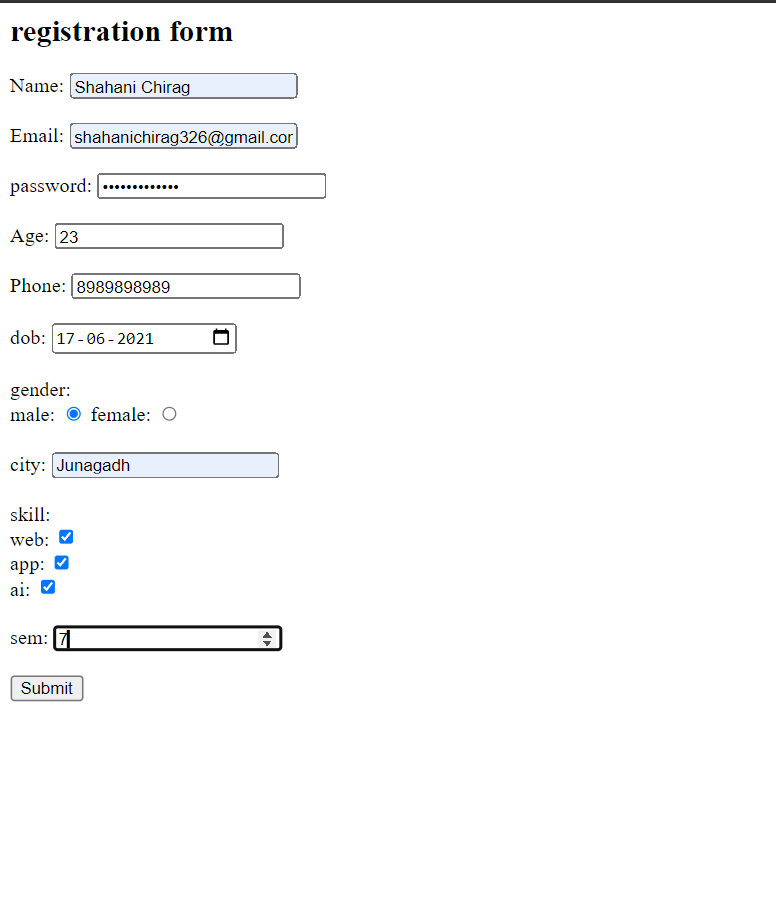 registration form
Name: Shahani Chirag
Email: shahanichirag326@gmail.cor
password: •••••••••••••
Age: 23
Phone: 8989898989
dob: 17-06-2021
gender:
male: female:
city: Junagadh
skill:
web:
app:
ai:
sem: 7
Submit